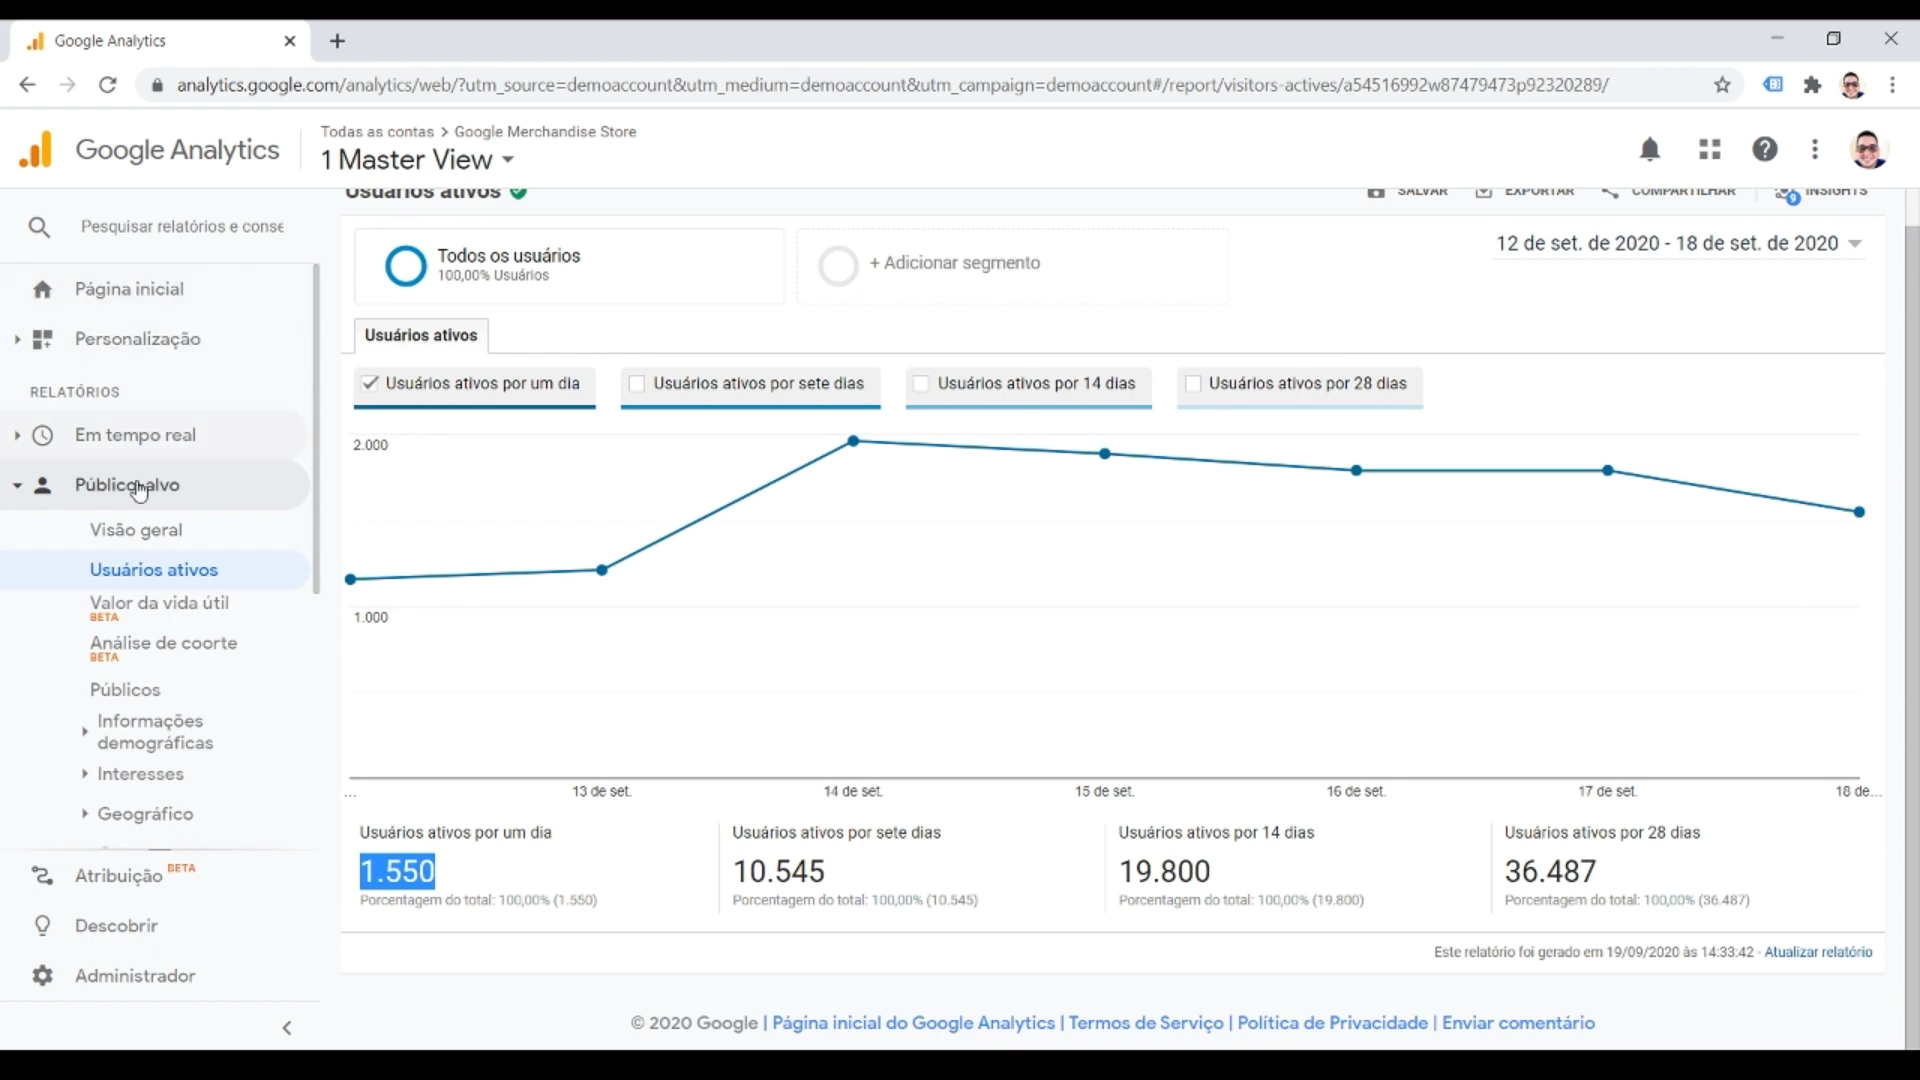 Google Analytics
analytics.google.com/analytics/web/?utm_source=demoaccount&utm_medium=demoaccount&utm_campaign=demoaccount#/report/visitors-actives/a54516992w87479473p92320289/
Google Analytics
Todas as contas > Google Merchandise Store
1 Master View
Usuários ativos
SALVAR
EXPORTAR
COMPARTILHAR
INSIGHTS
9
Pesquisar relatórios e conse
Página inicial
Personalização
RELATÓRIOS
Em tempo real
Público-alvo
Visão geral
Usuários ativos
Valor da vida útil
BETA
Análise de coorte
BETA
Públicos
Informações
demográficas
Interesses
Geográfico
Atribuição BETA
Descobrir
Administrador
Todos os usuários
100,00% Usuários
+ Adicionar segmento
12 de set. de 2020 - 18 de set. de 2020
Usuários ativos
Usuários ativos por um dia
Usuários ativos por sete dias
Usuários ativos por 14 dias
Usuários ativos por 28 dias
2.000
1.000
...
13 de set.
14 de set.
15 de set.
16 de set.
17 de set.
18 de...
Usuários ativos por um dia
1.550
Porcentagem do total: 100,00% (1.550)
Usuários ativos por sete dias
10.545
Porcentagem do total: 100,00% (10.545)
Usuários ativos por 14 dias
19.800
Porcentagem do total: 100,00% (19.800)
Usuários ativos por 28 dias
36.487
Porcentagem do total: 100,00% (36.487)
Este relatório foi gerado em 19/09/2020 às 14:33:42 - Atualizar relatório
© 2020 Google | Página inicial do Google Analytics | Termos de Serviço | Política de Privacidade | Enviar comentário